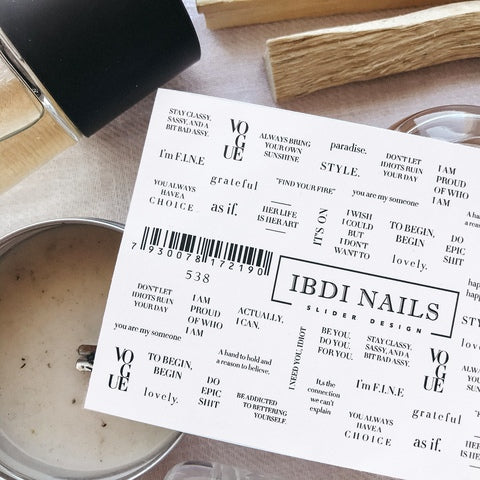 STAY CLASSY,
SASSY, AND A
BIT BAD ASSY.
VO
GUE
ALWAYS BRING
YOUR OWN
SUNSHINE
paradise.
DON'T LET
IDIOTS RUIN
YOUR DAY
I AM
PROUD
OF WHO
I AM
I'm F.I.N.E
STYLE.
YOU ALWAYS
HAVE A
CHOICE
grateful
"FIND YOUR FIRE"
you are my someone
as if.
HER LIFE
IS HER ART
NO,
IT'S
I WISH
I COULD
BUT
I DON'T
WANT TO
TO BEGIN,
BEGIN
lovely.
DO
EPIC
SHIT
7 930078 172190
538
IBDI NAILS
SLIDER DESIGN
DON'T LET
IDIOTS RUIN
YOUR DAY
I AM
PROUD
OF WHO
I AM
ACTUALLY,
I CAN.
you are my someone
I NEED YOU, IDIOT
BE YOU.
DO YOU.
FOR YOU.
STAY CLASSY,
SASSY, AND A
BIT BAD ASSY.
VO
GUE
VO
GUE
TO BEGIN,
BEGIN
A hand to hold and
a reason to believe.
lovely.
DO
EPIC
SHIT
BE ADDICTED
TO BETTERING
YOURSELF.
It,s the
connection
we can't
explain
I'm F.I.N.E
YOU ALWAYS
HAVE A
CHOICE
grateful
as if.